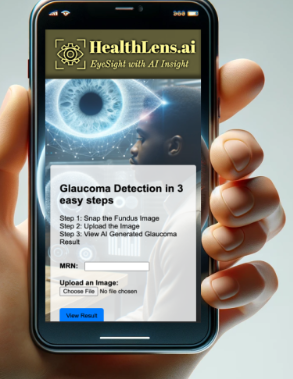 HealthLens.ai
EyeSight with AI Insight
Glaucoma Detection in 3
easy steps
Step 1: Snap the Fundus Image
Step 2: Upload the Image
Step 3: View AI Generated Glaucoma
Result
MRN:
Upload an Image:
Choose File No file chosen
View Result